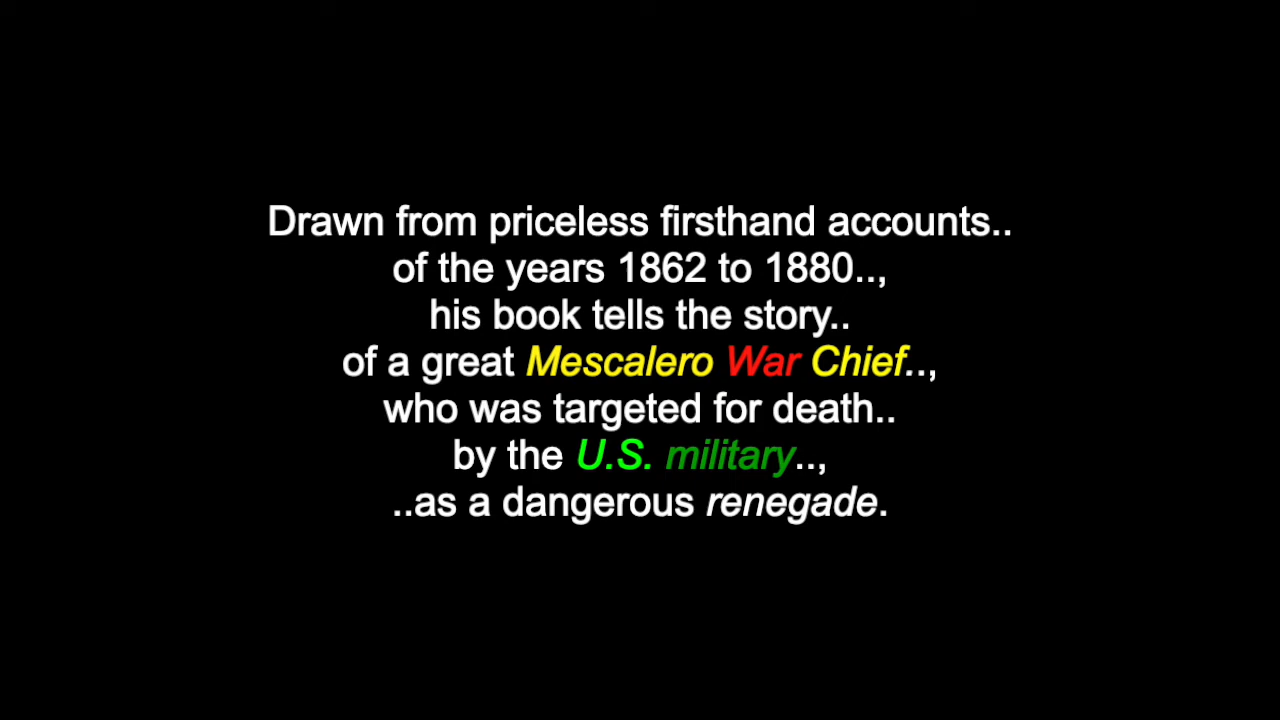 Drawn from priceless firsthand accounts..
of the years 1862 to 1880..,
his book tells the story..
of a great Mescalero War Chief..,
who was targeted for death..
by the U.S. military..,
..as a dangerous renegade.